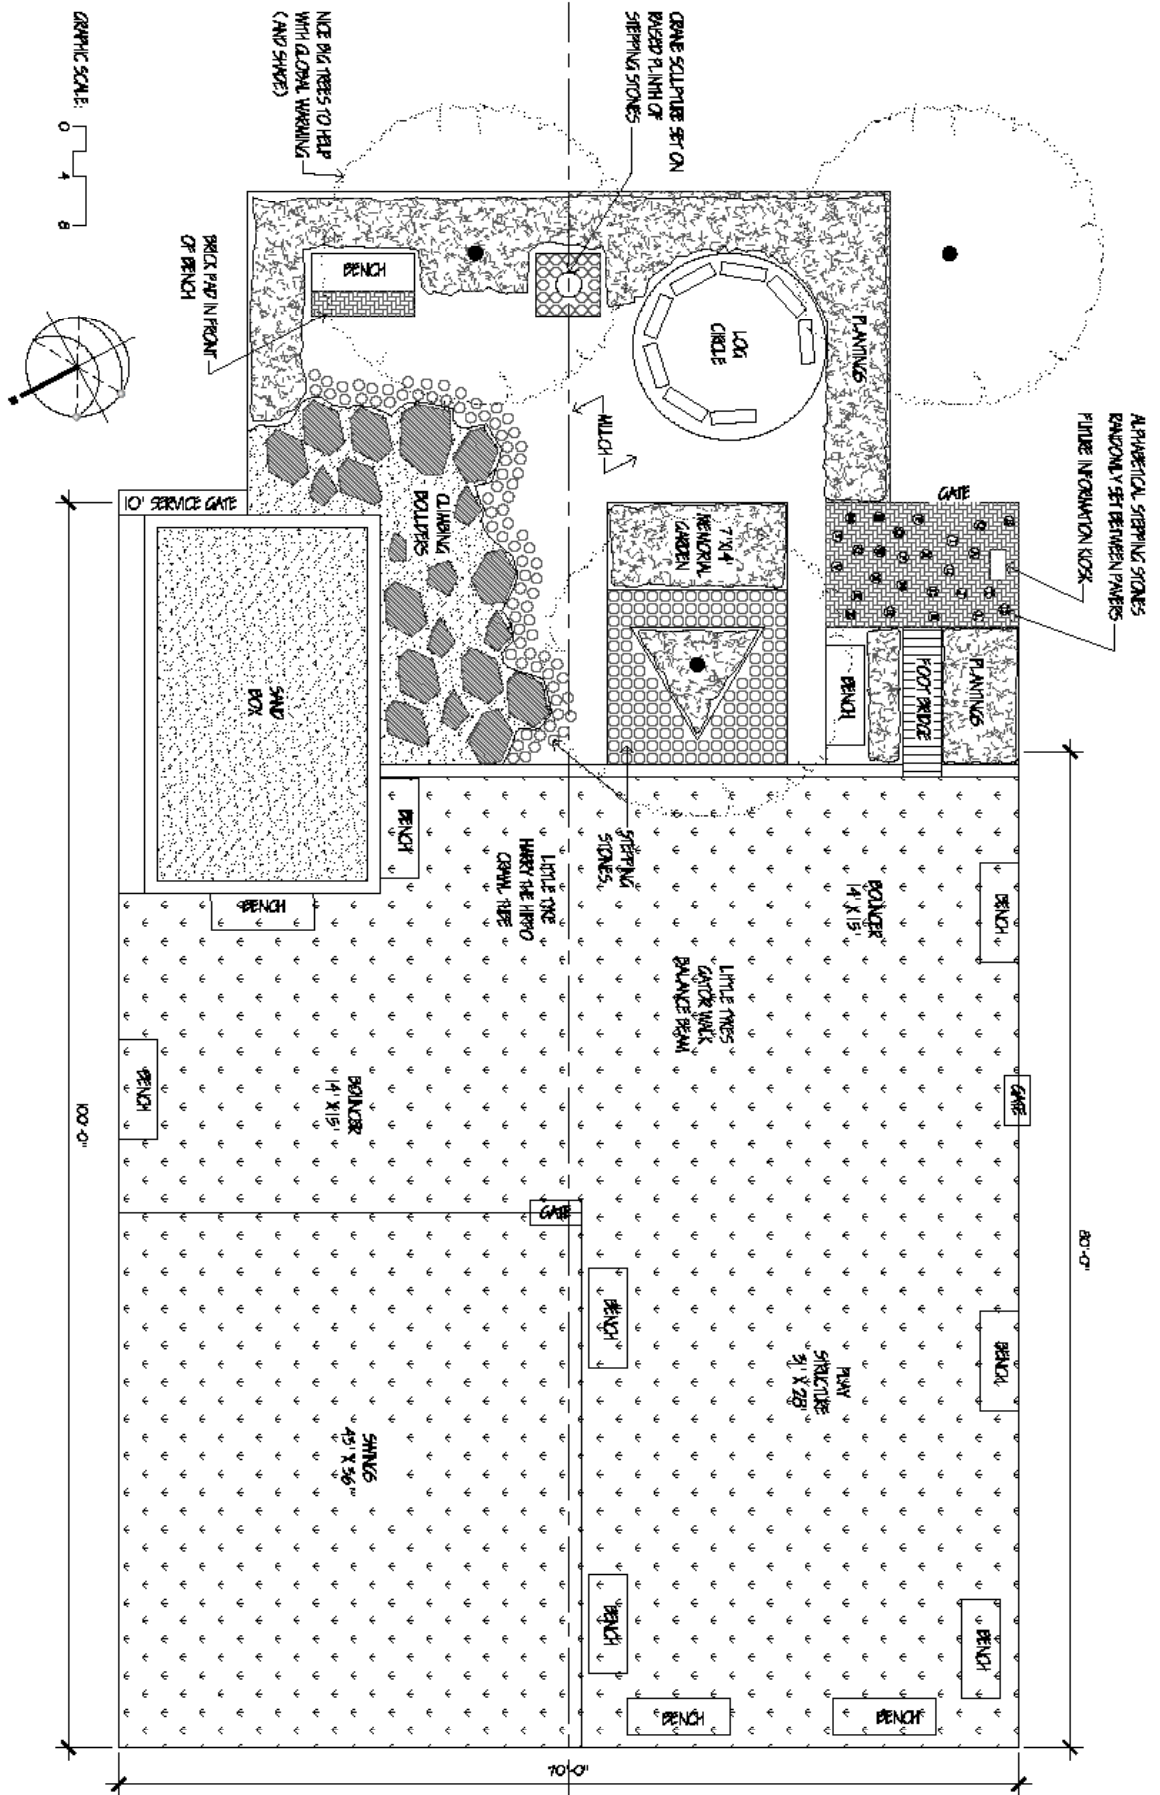 GRAPHIC SCALE:
0
4
8
NICE BIG TREES TO HELP
WITH GLOBAL WARMING
(AND SHADE)
CRANE SCULPTURE SET ON
RAISED PLINTH OF
STEPPING STONES
BRICK PAD IN FRONT
OF BENCH
BENCH
LOG
CIRCLE
PLANTINGS
MULCH
ALPHABETICAL STEPPING STONES
RANDOMLY SET BETWEEN PAVERS
FUTURE INFORMATION KIOSK
GATE
10' SERVICE GATE
CLIMBING
BOULDERS
7' X 14'
MEMORIAL
GARDEN
PLANTINGS
FOOT BRIDGE
BENCH
SAND
BOX
STEPPING
STONES
BENCH
BENCH
LITTLE TYKE
HARRY THE HIPPO
CRAWL TUBE
BOUNCER
14' X 15'
BENCH
LITTLE TYKES
GATOR WALK
BALANCE BEAM
BENCH
BOUNCER
14' X 15'
GATE
100'-0"
80'-0"
GATE
BENCH
BENCH
PLAY
STRUCTURE
31' X 28'
SWINGS
45' X 36'
BENCH
BENCH
BENCH
BENCH
70'-0"